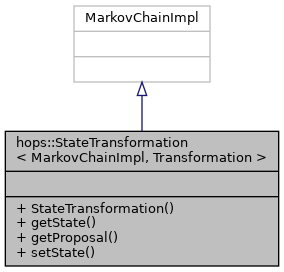 MarkovChainImpl
hops::StateTransformation
< MarkovChainImpl, Transformation >
+ StateTransformation()
+ getState()
+ getProposal()
+ setState()